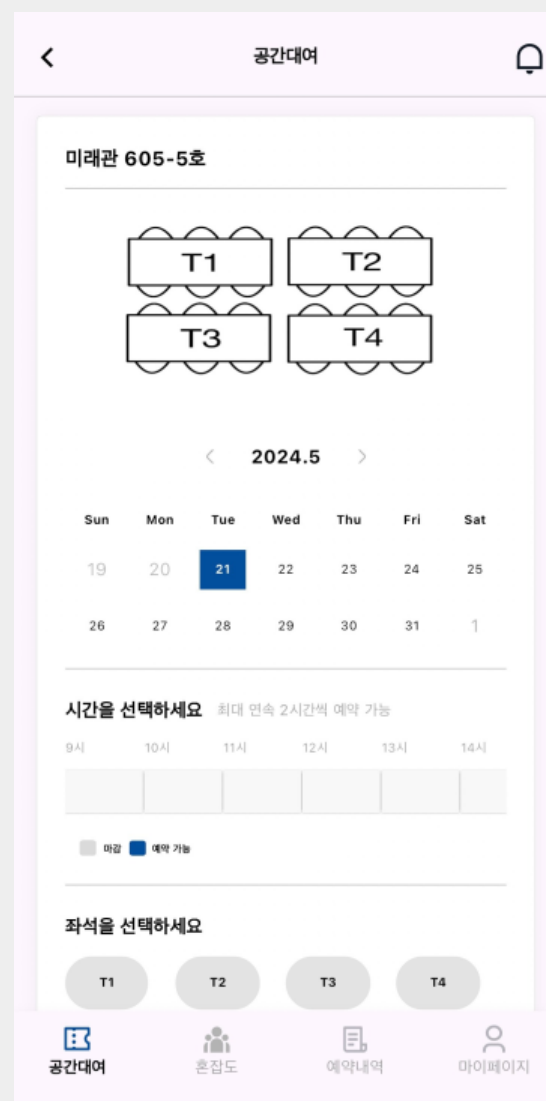 공간대여
미래관 605-5호
T1 T2
T3 T4
2024.5
Sun Mon Tue Wed Thu Fri Sat
19 20 21 22 23 24 25
26 27 28 29 30 31 1
시간을 선택하세요 최대 연속 2시간씩 예약 가능
9시 10시 11시 12시 13시 14시
마감 예약 가능
좌석을 선택하세요
T1 T2 T3 T4
공간대여 혼잡도 예약내역 마이페이지